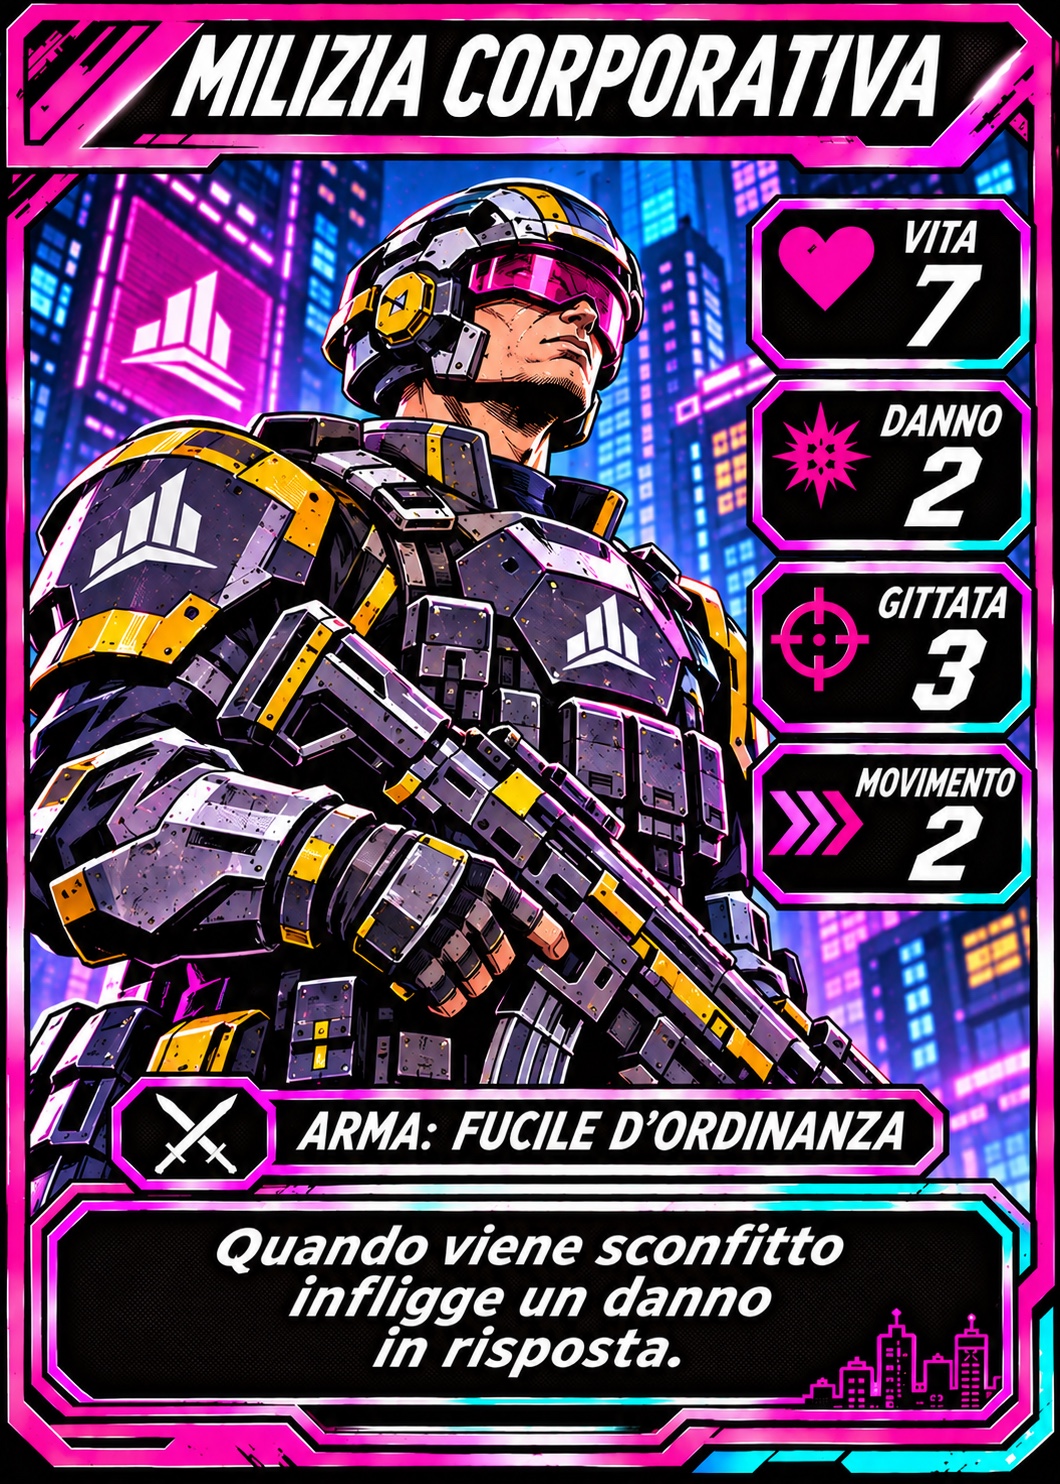 MILIZIA CORPORATIVA
VITA
7
DANNO
2
GITTATA
3
MOVIMENTO
2
ARMA: FUCILE D'ORDINANZA
Quando viene sconfitto
infligge un danno
in risposta.